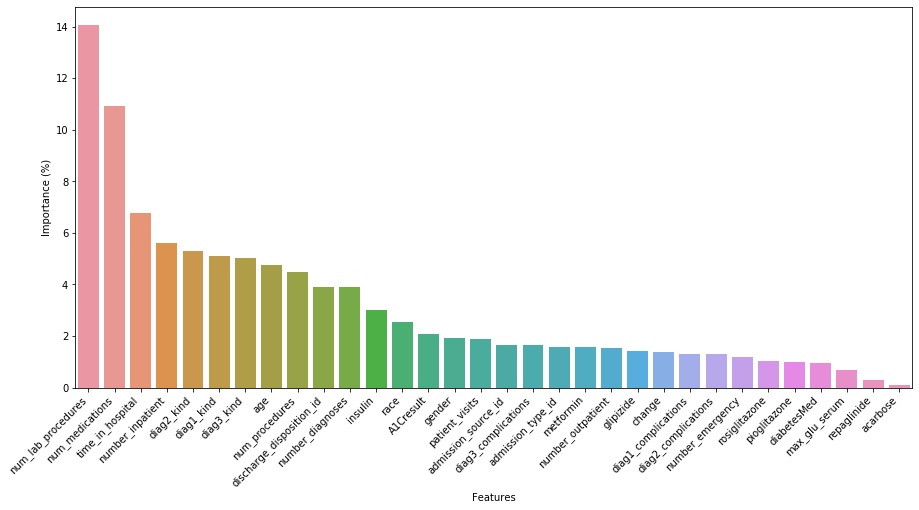 Importance (%)
14
12
10
8
6
4
2
0
num_lab_procedures
num_medications
time_in_hospital
number_inpatient
diag2_kind
diag1_kind
diag3_kind
age
num_procedures
discharge_disposition_id
number_diagnoses
insulin
race
A1Cresult
gender
patient_visits
admission_source_id
diag3_complications
admission_type_id
metformin
number_outpatient
glipizide
change
diag1_complications
diag2_complications
number_emergency
rosiglitazone
pioglitazone
diabetesMed
max_glu_serum
repaglinide
acarbose
Features